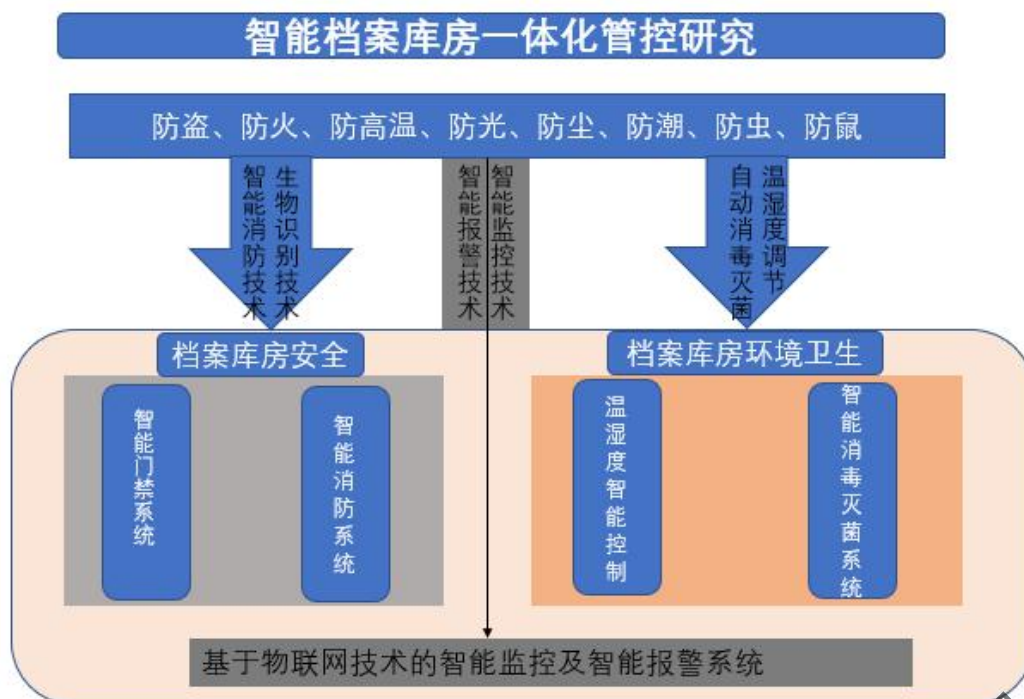 智能档案库房一体化管控研究
防盗、防火、防高温、防光、防尘、防潮、防虫、防鼠
生物识别技术
智能消防技术
智能监控技术
智能报警技术
温湿度调节
自动消毒灭菌
档案库房安全
档案库房环境卫生
智能门禁系统
智能消防系统
温湿度智能控制
智能消毒灭菌系统
基于物联网技术的智能监控及智能报警系统